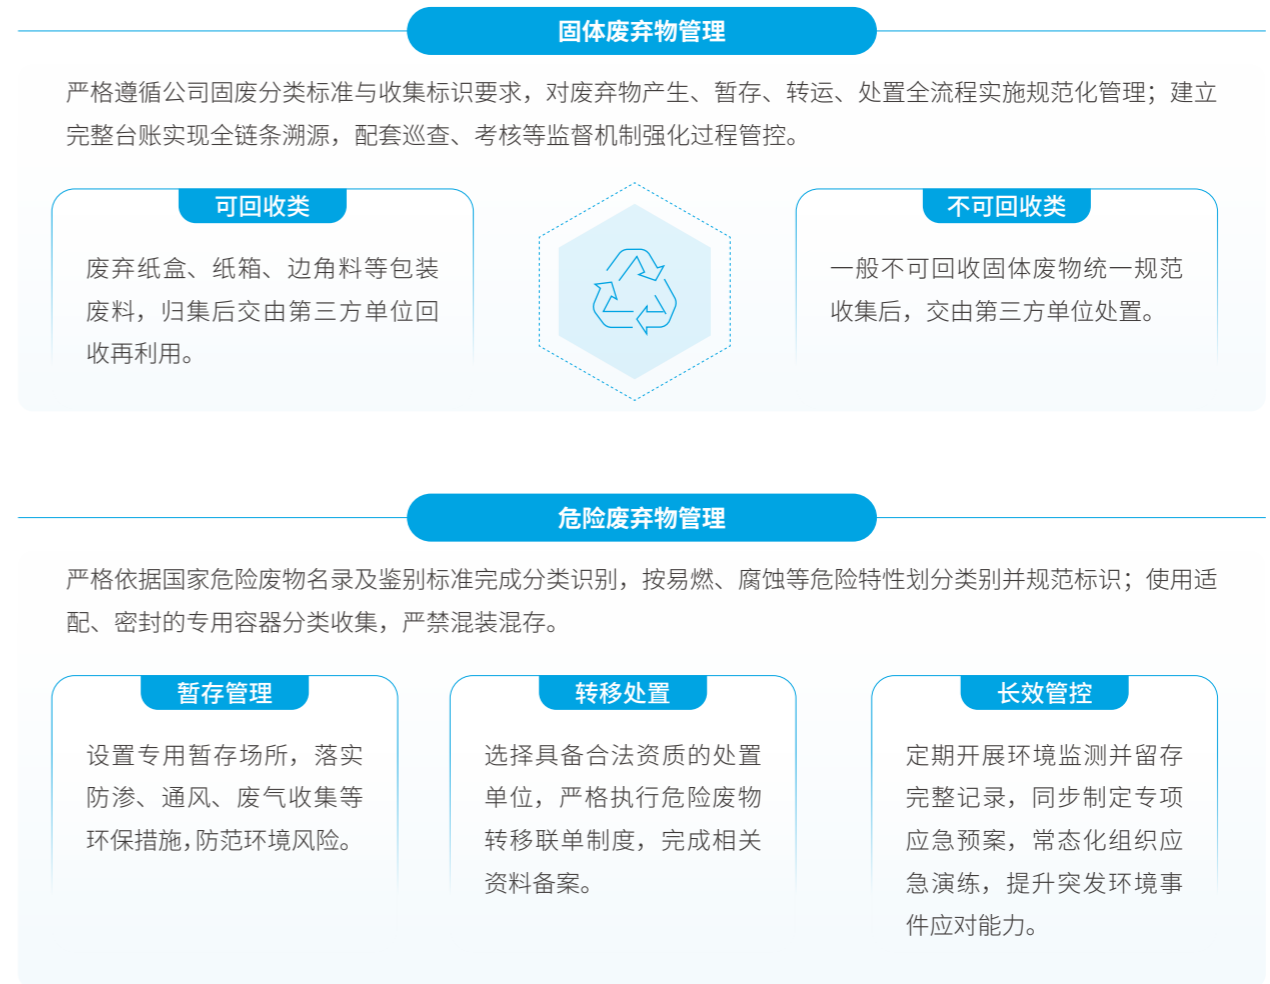 固体废弃物管理
严格遵循公司固废分类标准与收集标识要求，对废弃物产生、暂存、转运、处置全流程实施规范化管理；建立
完整台账实现全链条溯源，配套巡查、考核等监督机制强化过程管控。
可回收类
废弃纸盒、纸箱、边角料等包装
废料，归集后交由第三方单位回
收再利用。
不可回收类
一般不可回收固体废物统一规范
收集后，交由第三方单位处置。
危险废弃物管理
严格依据国家危险废物名录及鉴别标准完成分类识别，按易燃、腐蚀等危险特性划分类别并规范标识；使用适
配、密封的专用容器分类收集，严禁混装混存。
暂存管理
设置专用暂存场所，落实
防渗、通风、废气收集等
环保措施，防范环境风险。
转移处置
选择具备合法资质的处置
单位，严格执行危险废物
转移联单制度，完成相关
资料备案。
长效管控
定期开展环境监测并留存
完整记录，同步制定专项
应急预案，常态化组织应
急演练，提升突发环境事
件应对能力。